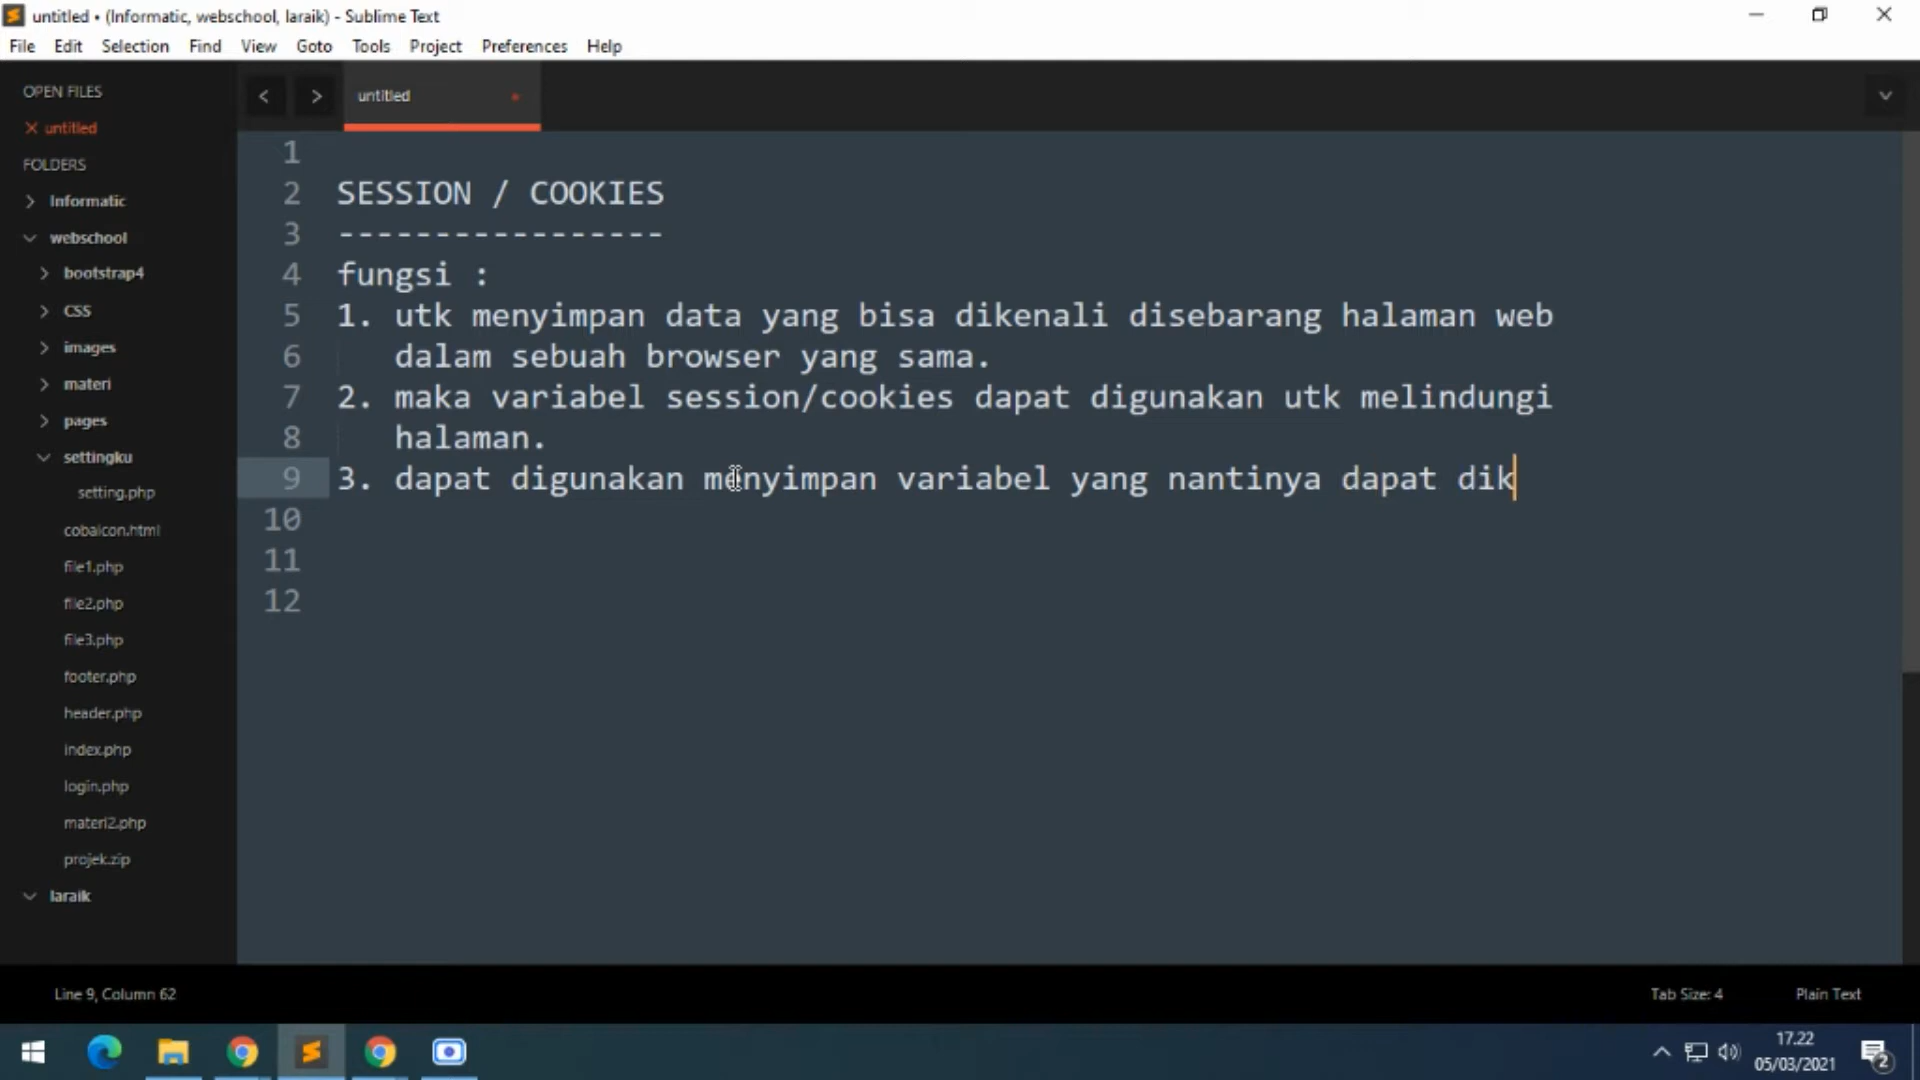 untitled • (Informatic, webschool, laraik) - Sublime Text
File Edit Selection Find View Goto Tools Project Preferences Help
OPEN FILES
untitled
FOLDERS
Informatic
webschool
bootstrap4
CSS
images
materi
pages
settingku
setting.php
cobaicon.html
file1.php
file2.php
file3.php
footer.php
header.php
index.php
login.php
materi2.php
projek.zip
laraik
untitled
1
2 SESSION / COOKIES
3 -----------------
4 fungsi :
5 1. utk menyimpan data yang bisa dikenali disebarang halaman web
6 dalam sebuah browser yang sama.
7 2. maka variabel session/cookies dapat digunakan utk melindungi
8 halaman.
9 3. dapat digunakan menyimpan variabel yang nantinya dapat dik
10
11
12
Line 9, Column 62
Tab Size: 4
Plain Text
17.22
05/03/2021
2